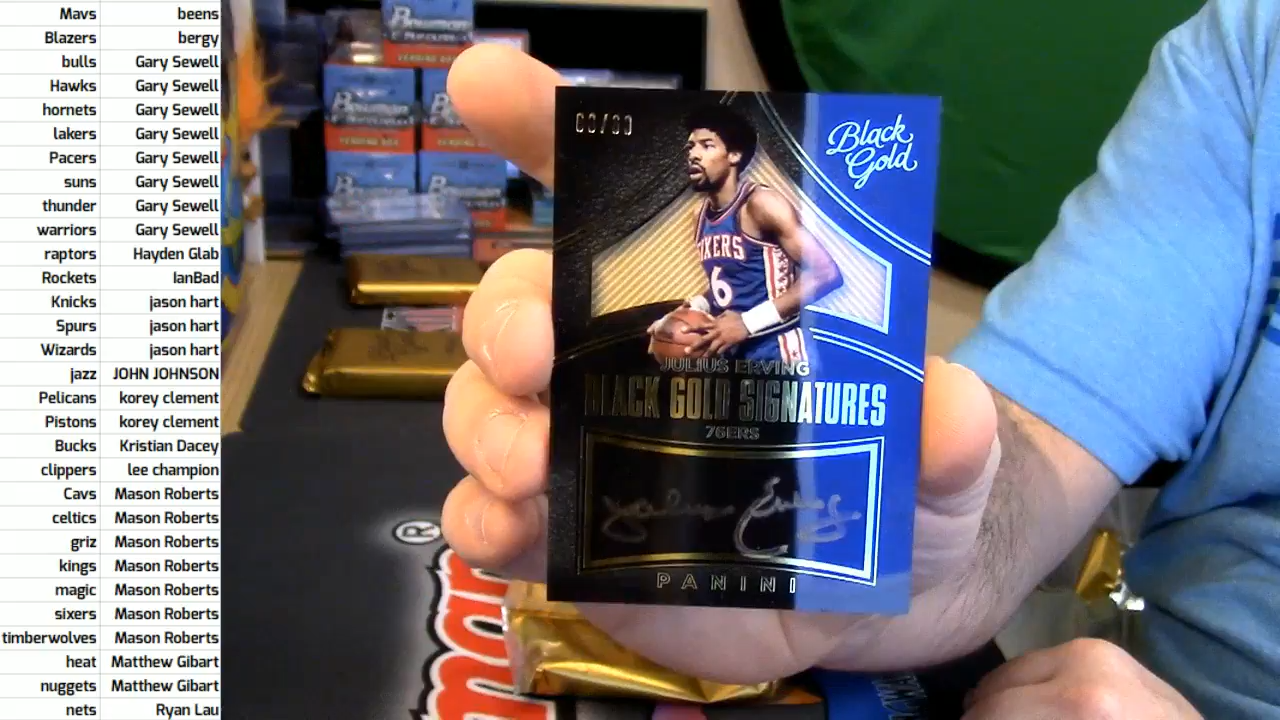 Mavs beens
Blazers bergy
bulls Gary Sewell
Hawks Gary Sewell
hornets Gary Sewell
lakers Gary Sewell
Pacers Gary Sewell
suns Gary Sewell
thunder Gary Sewell
warriors Gary Sewell
raptors Hayden Glab
Rockets IanBad
Knicks jason hart
Spurs jason hart
Wizards jason hart
jazz JOHN JOHNSON
Pelicans korey clement
Pistons korey clement
Bucks Kristian Dacey
clippers lee champion
Cavs Mason Roberts
celtics Mason Roberts
griz Mason Roberts
kings Mason Roberts
magic Mason Roberts
sixers Mason Roberts
timberwolves Mason Roberts
heat Matthew Gibart
nuggets Matthew Gibart
nets Ryan Lau
Bowman
Black
Gold
6
JULIUS ERVING
BLACK GOLD SIGNATURES
76ERS
Julius Erving
PANINI
®